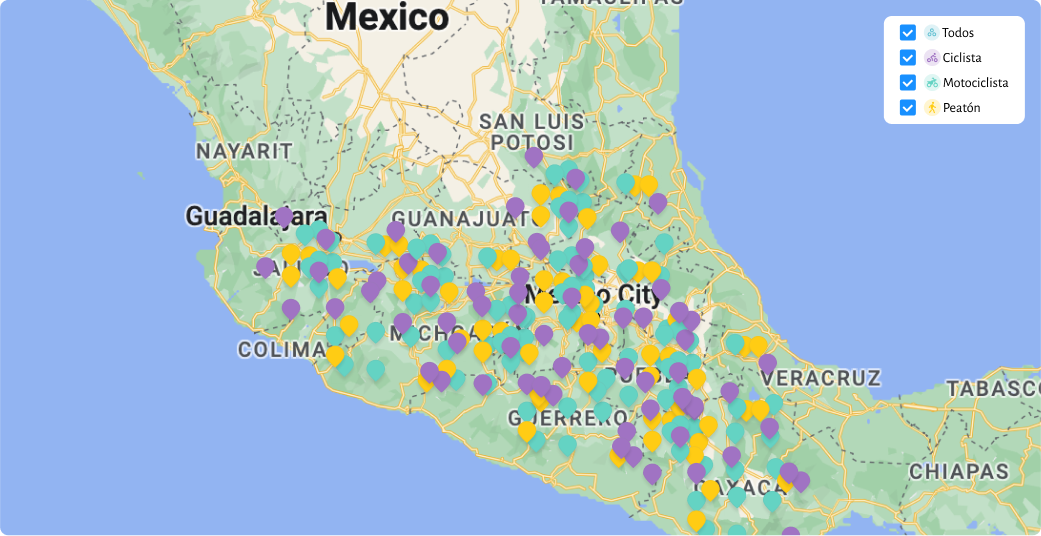 TAMAULIPAS
Mexico
Todos
Ciclista
Motociclista
Peatón
SAN LUIS
POTOSI
NAYARIT
Guadalajara
GUANAJUATO
JALISCO
Mexico City
MICHOACAN
COLIMA
PUEBLA
VERACRUZ
TABASCO
GUERRERO
CHIAPAS
OAXACA